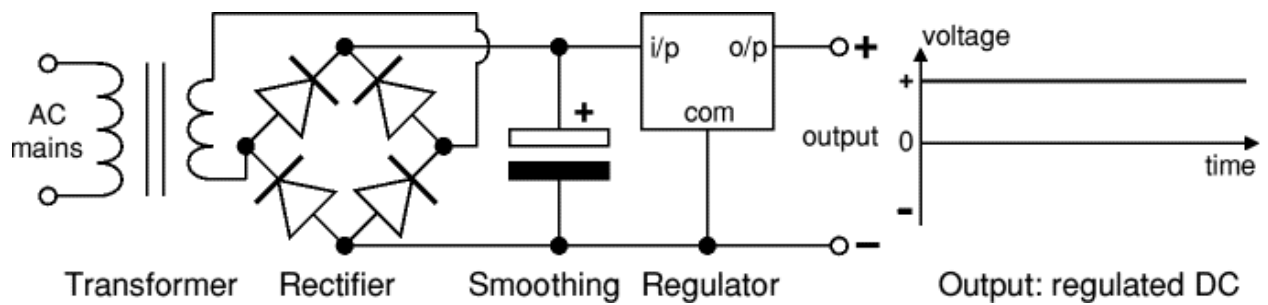 AC
mains
+
i/p
o/p
com
+
output
−
voltage
+
0
-
time
Transformer
Rectifier
Smoothing
Regulator
Output: regulated DC